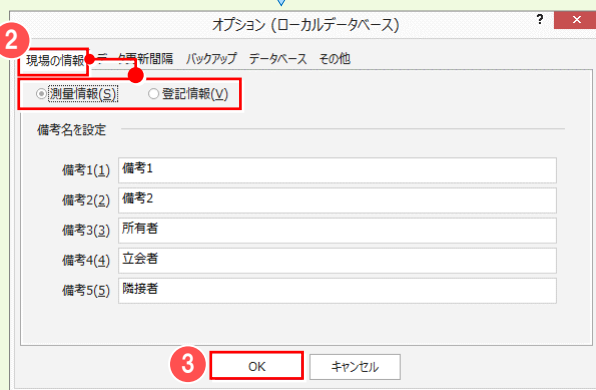 オプション (ローカルデータベース)
? ×
2
現場の情報 データ更新間隔 バックアップ データベース その他
測量情報(S) 登記情報(V)
備考名を設定
備考1(1) 備考1
備考2(2) 備考2
備考3(3) 所有者
備考4(4) 立会者
備考5(5) 隣接者
3 OK キャンセル